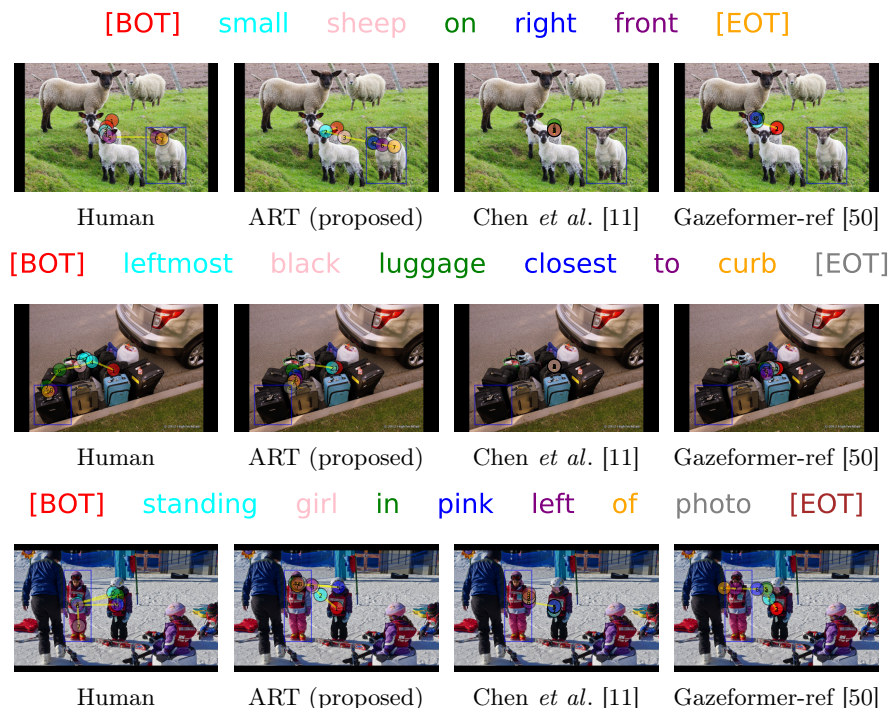 [BOT] small sheep on right front [EOT]
Human ART (proposed) Chen et al. [11] Gazeformer-ref [50]
[BOT] leftmost black luggage closest to curb [EOT]
Human ART (proposed) Chen et al. [11] Gazeformer-ref [50]
[BOT] standing girl in pink left of photo [EOT]
Human ART (proposed) Chen et al. [11] Gazeformer-ref [50]